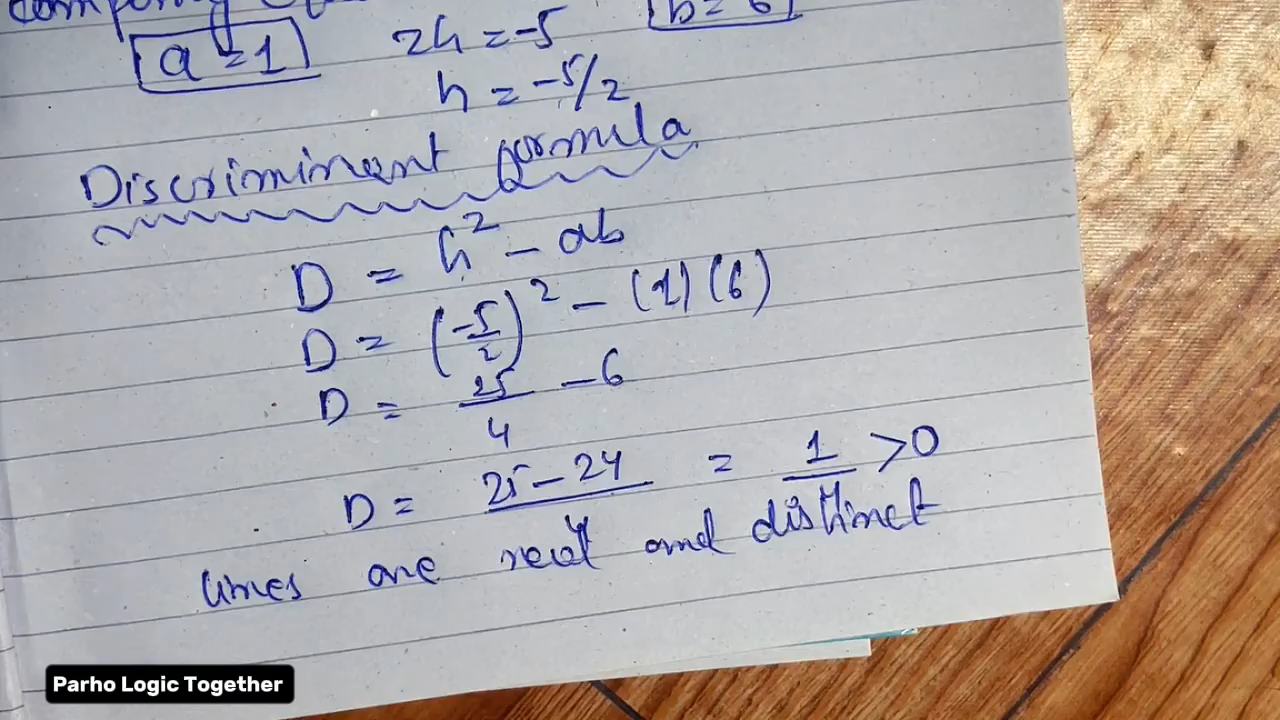 a = 1 2h = -5 b = 6
h = -5/2
Discriminent formula
D = h² - ab
D = (-5/2)² - (1)(6)
D = 25/4 - 6
D = 25-24/4 = 1/4 >0
lines are real and distinct
Parho Logic Together